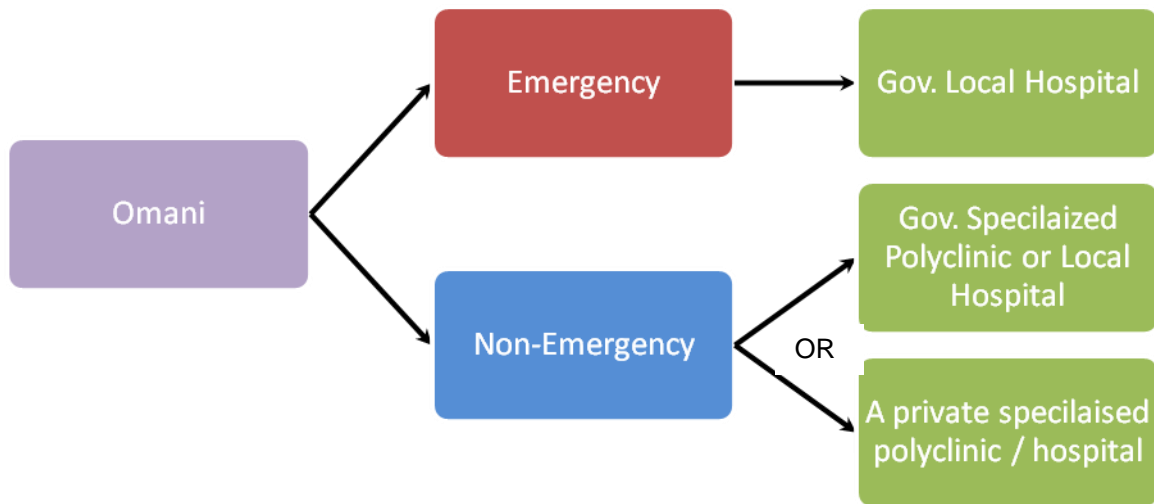 Emergency
Gov. Local Hospital
Omani
Gov. Specilaized
Polyclinic or Local
Hospital
Non-Emergency
OR
A private specilaised
polyclinic / hospital